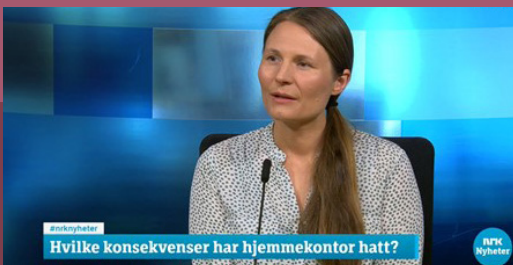 #nrknyheter
Hvilke konsekvenser har hjemmekontor hatt?
nrk
Nyheter